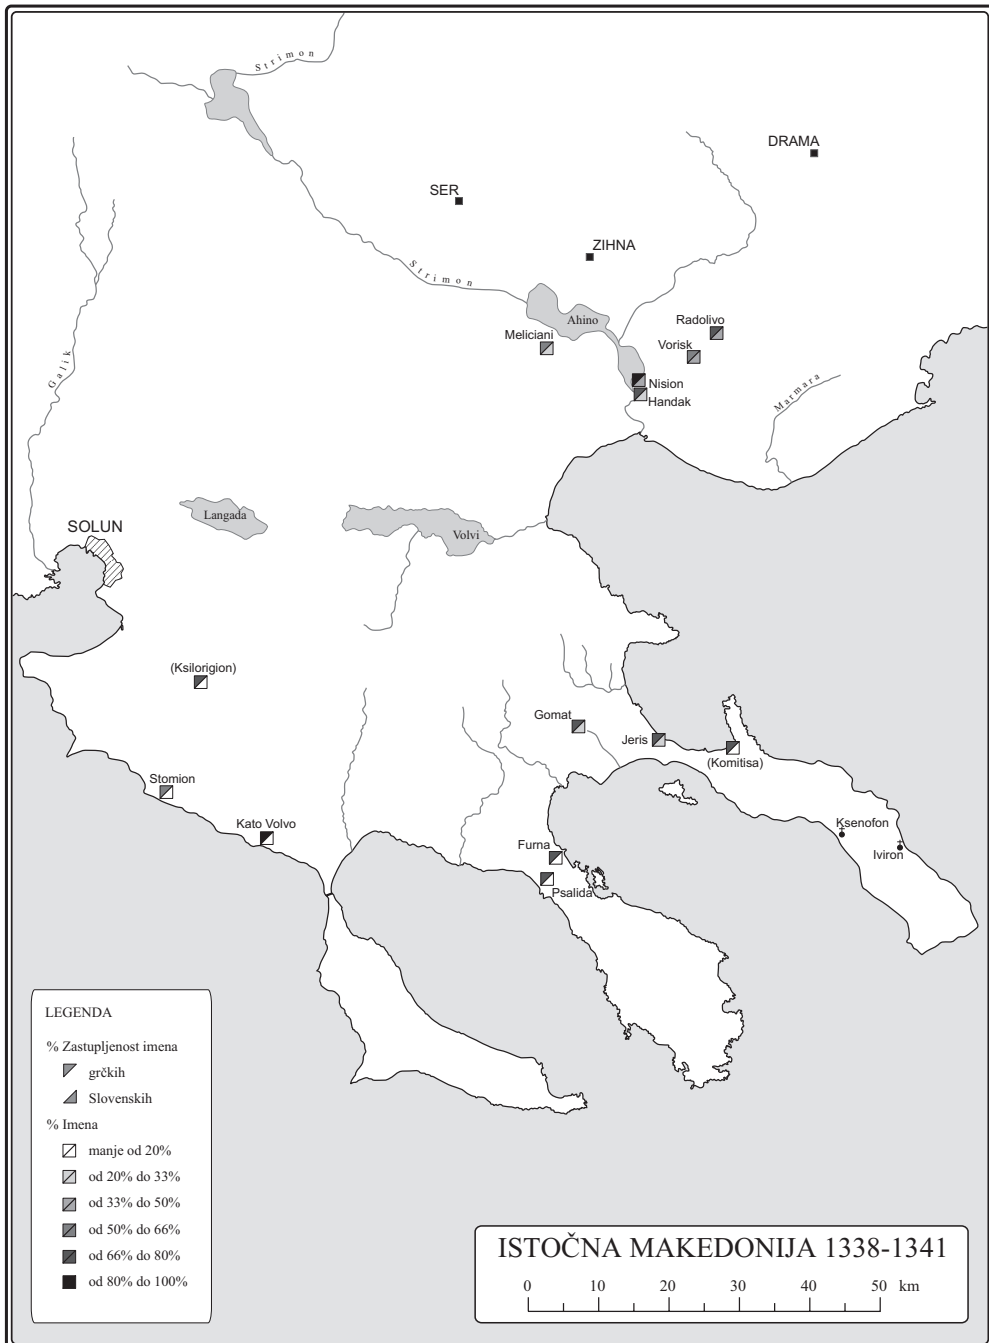 Strimon
DRAMA
SER
ZIHNA
Strimon
Ahino
Radolivo
Meliciani
Vorisk
Galik
Nision
Marmara
Handak
Langada
SOLUN
Volvi
(Ksilorigion)
Gomat
Jeris
(Komitisa)
Stomion
Kato Volvo
Ksenofon
Furna
Iviron
Psalida
LEGENDA
% Zastupljenost imena
grčkih
Slovenskih
% Imena
manje od 20%
od 20% do 33%
od 33% do 50%
od 50% do 66%
od 66% do 80%
od 80% do 100%
ISTOČNA MAKEDONIJA 1338-1341
0 10 20 30 40 50 km